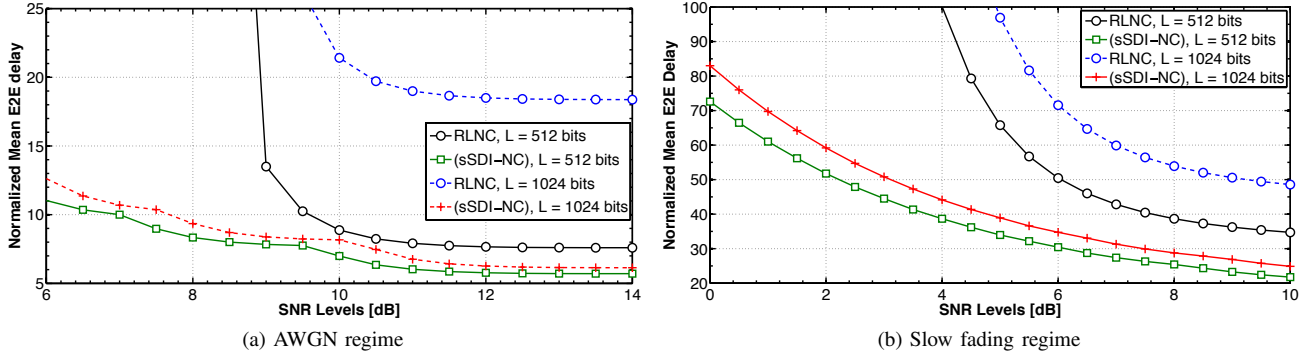 25
20
15
10
5
6
8
10
12
14
Normalized Mean E2E delay
SNR Levels [dB]
RLNC, L = 512 bits
(sSDI−NC), L = 512 bits
RLNC, L = 1024 bits
(sSDI−NC), L = 1024 bits
(a) AWGN regime
100
90
80
70
60
50
40
30
20
0
2
4
6
8
10
Normalized Mean E2E Delay
SNR Levels [dB]
RLNC, L = 512 bits
(sSDI−NC), L = 512 bits
RLNC, L = 1024 bits
(sSDI−NC), L = 1024 bits
(b) Slow fading regime